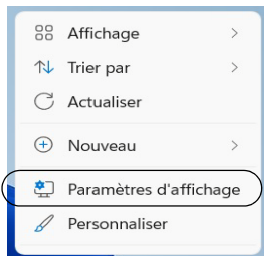 Affichage
Trier par
Actualiser
Nouveau
Paramètres d'affichage
Personnaliser